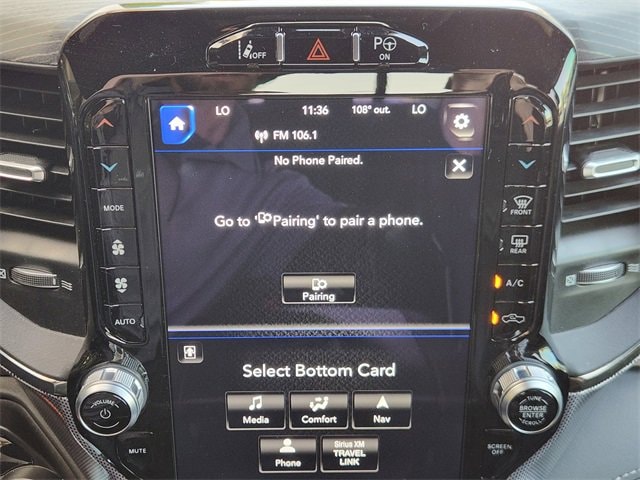 OFF
P
ON
LO 11:36 108° out. LO
FM 106.1
No Phone Paired.
Go to 'Pairing' to pair a phone.
Pairing
Select Bottom Card
Media
Comfort
Nav
Phone
Sirius XM
TRAVEL
LINK
MODE
AUTO
VOLUME
MUTE
FRONT
REAR
A/C
TUNE
BROWSE
ENTER
SCROLL
SCREEN
OFF